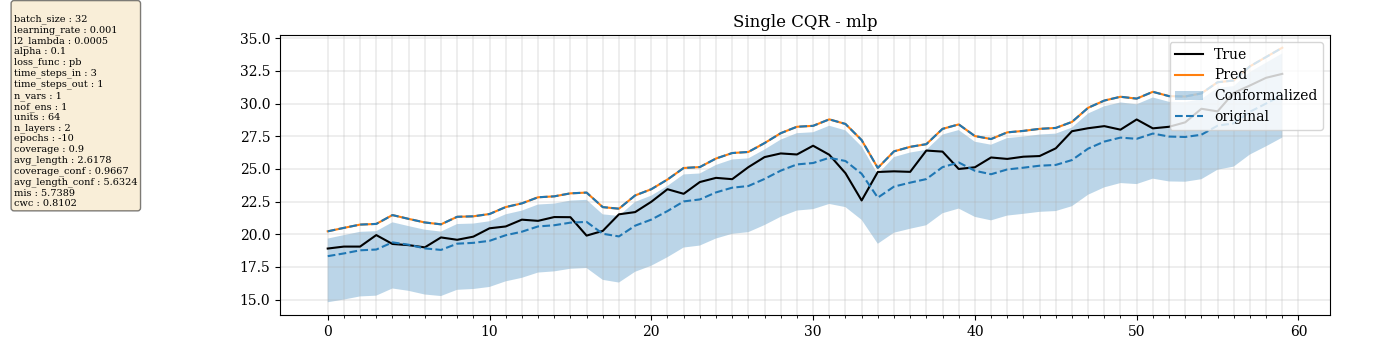 batch_size : 32
learning_rate : 0.001
l2_lambda : 0.0005
alpha : 0.1
loss_func : pb
time_steps_in : 3
time_steps_out : 1
n_vars : 1
nof_ens : 1
units : 64
n_layers : 2
epochs : -10
coverage : 0.9
avg_length : 2.6178
coverage_conf : 0.9667
avg_length_conf : 5.6324
mis : 5.7389
cwc : 0.8102
Single CQR - mlp
35.0
32.5
30.0
27.5
25.0
22.5
20.0
17.5
15.0
True
Pred
Conformalized
original
0 10 20 30 40 50 60